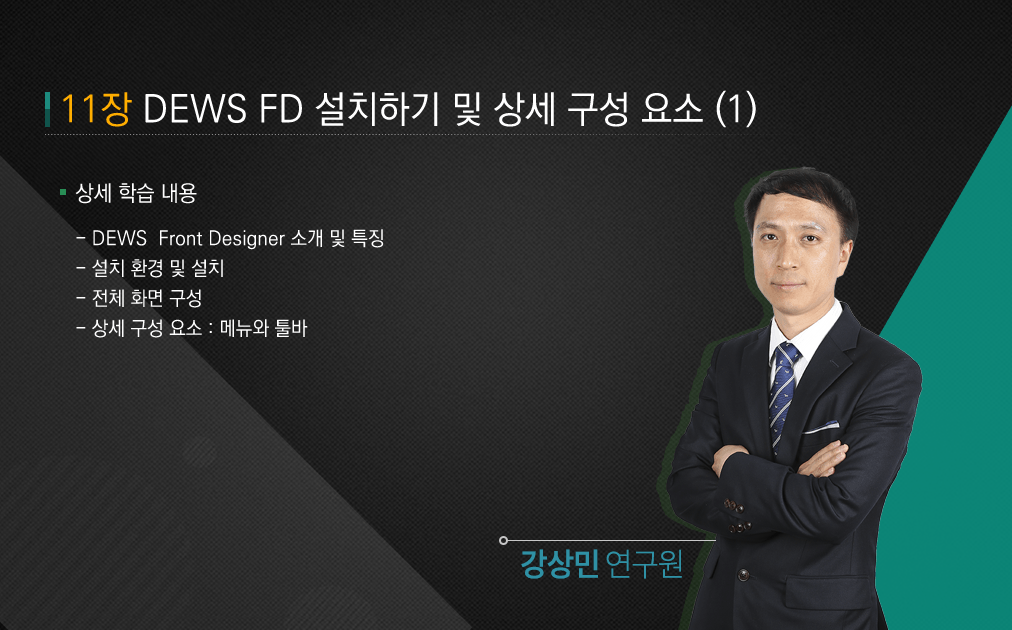 11장 DEWS FD 설치하기 및 상세 구성 요소 (1)
상세 학습 내용
- DEWS  Front Designer 소개 및 특징
- 설치 환경 및 설치
- 전체 화면 구성
- 상세 구성 요소 : 메뉴와 툴바
강상민 연구원